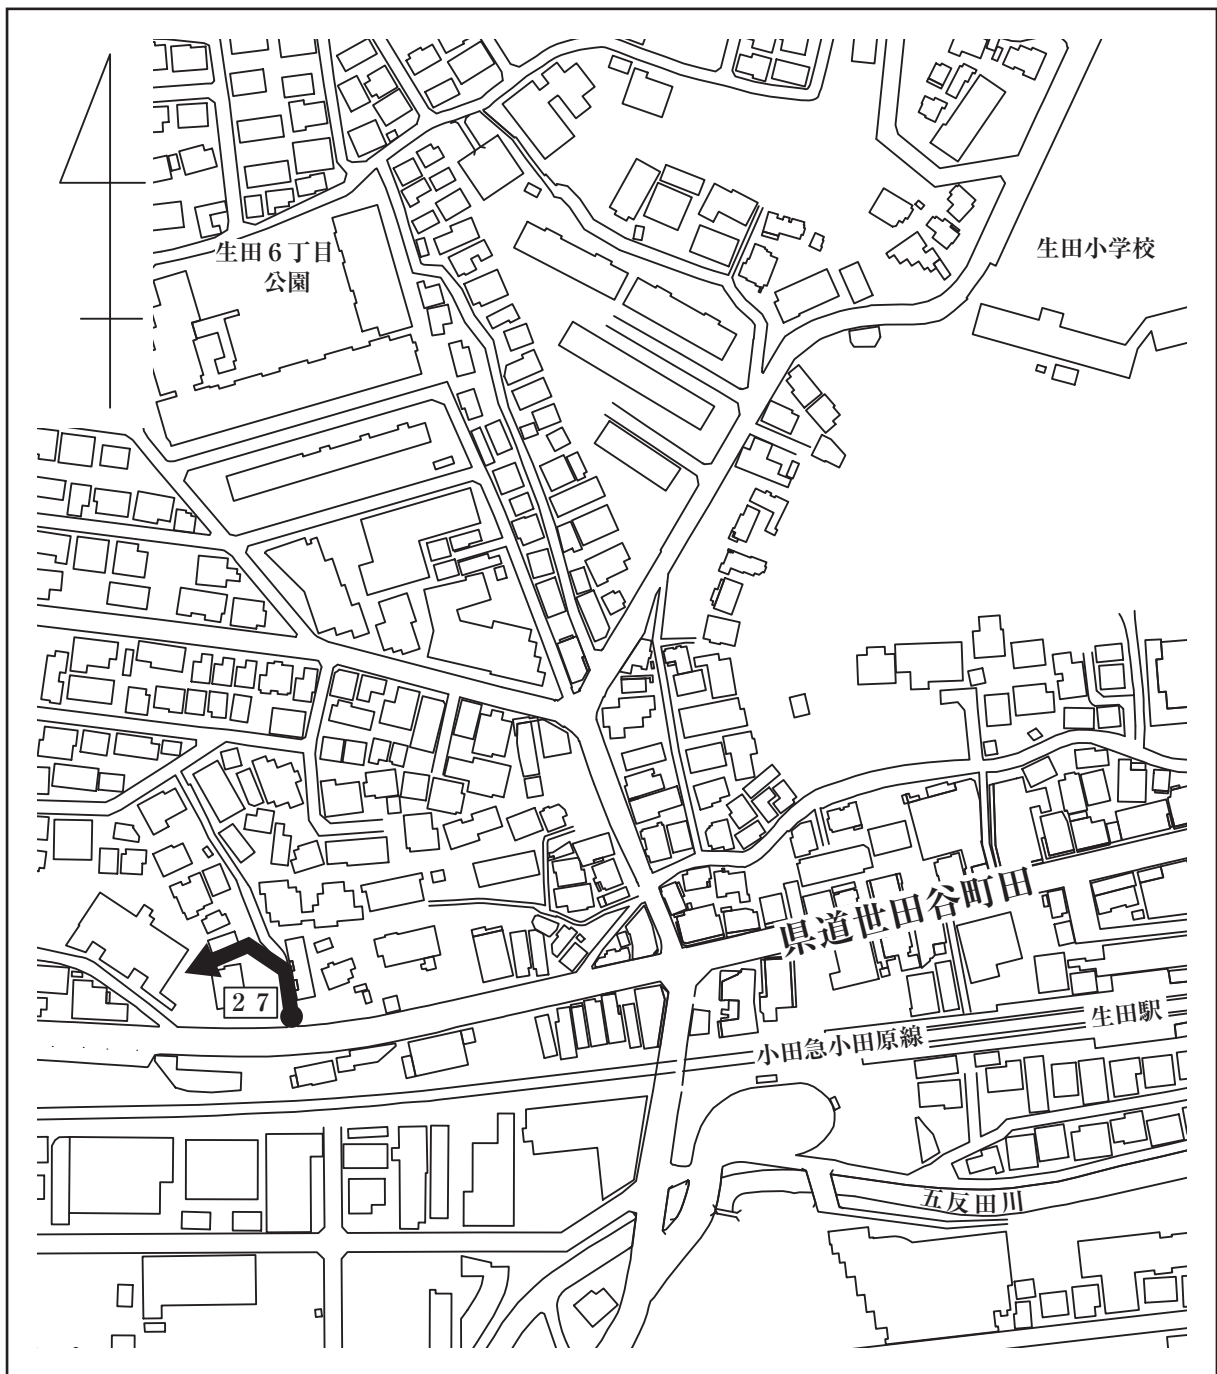 生田６丁目
公園
生田小学校
県道世田谷町田
２７
生田駅
小田急小田原線
五反田川